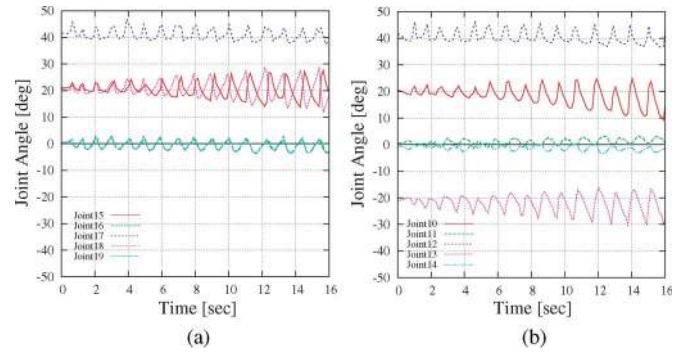 50
40
30
20
10
0
-10
-20
-30
-40
-50
Joint Angle [deg]
Joint15
Joint16
Joint17
Joint18
Joint19
0 2 4 6 8 10 12 14 16
Time [sec]
(a)
50
40
30
20
10
0
-10
-20
-30
-40
-50
Joint Angle [deg]
Joint10
Joint11
Joint12
Joint13
Joint14
0 2 4 6 8 10 12 14 16
Time [sec]
(b)